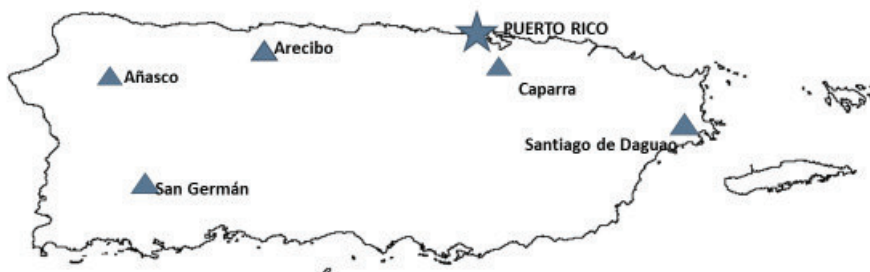 PUERTO RICO
Arecibo
Añasco
Caparra
Santiago de Daguao
San Germán